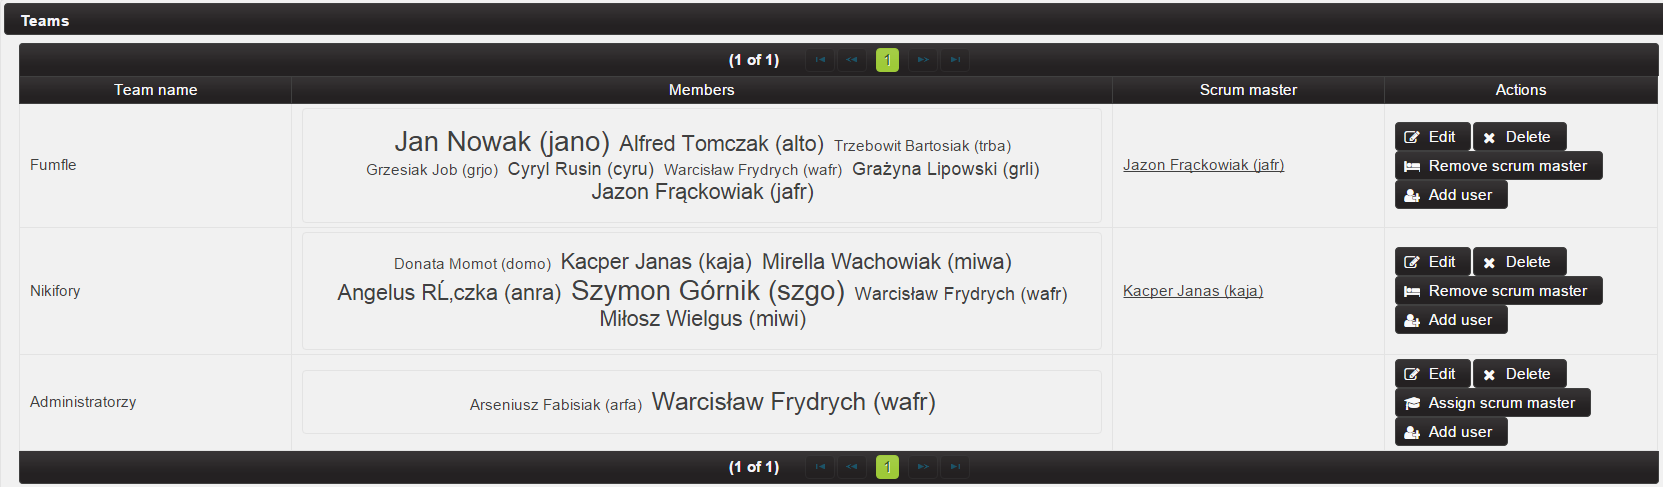 Teams
(1 of 1) 1
Team name Members Scrum master Actions
Fumfle
Jan Nowak (jano) Alfred Tomczak (alto) Trzebowit Bartosiak (trba)
Grzesiak Job (grjo) Cyryl Rusin (cyru) Warcisław Frydrych (wafr) Grażyna Lipowski (grli)
Jazon Frąckowiak (jafr)
Jazon Frąckowiak (jafr)
Edit Delete
Remove scrum master
Add user
Nikifory
Donata Momot (domo) Kacper Janas (kaja) Mirella Wachowiak (miwa)
Angelus RĹ‚czka (anra) Szymon Górnik (szgo) Warcisław Frydrych (wafr)
Miłosz Wielgus (miwi)
Kacper Janas (kaja)
Edit Delete
Remove scrum master
Add user
Administratorzy
Arseniusz Fabisiak (arfa) Warcisław Frydrych (wafr)
Edit Delete
Assign scrum master
Add user
(1 of 1) 1